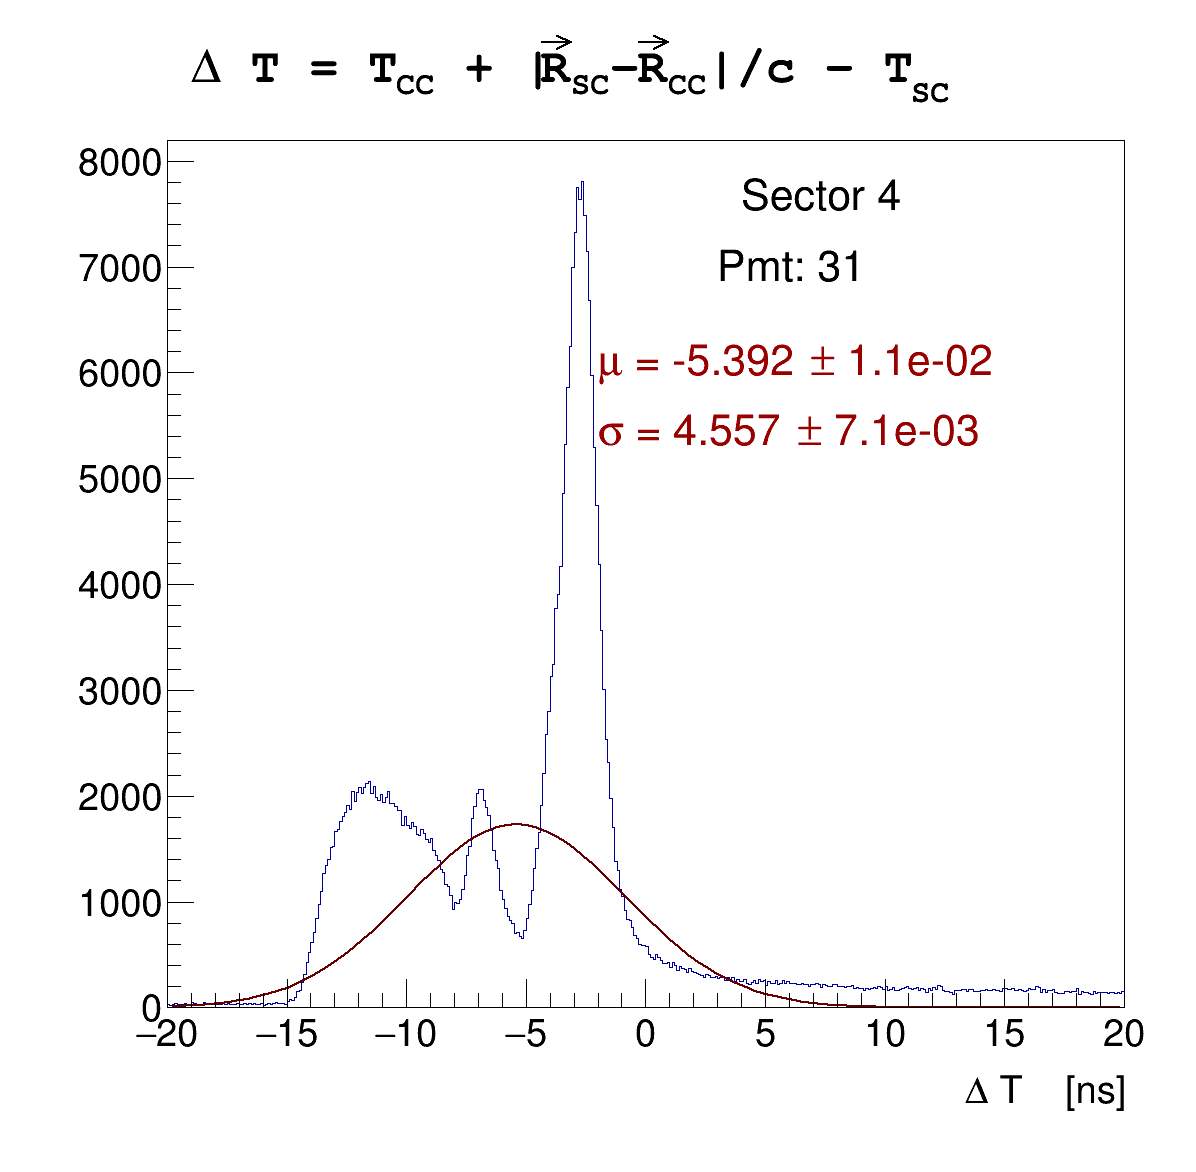 Δ T = T_CC + |R⃗_SC−R⃗_CC|/c − T_SC
8000
Sector 4
7000
Pmt: 31
6000
μ = -5.392 ± 1.1e-02
σ = 4.557 ± 7.1e-03
5000
4000
3000
2000
1000
0
−20 −15 −10 −5 0 5 10 15 20
Δ T [ns]